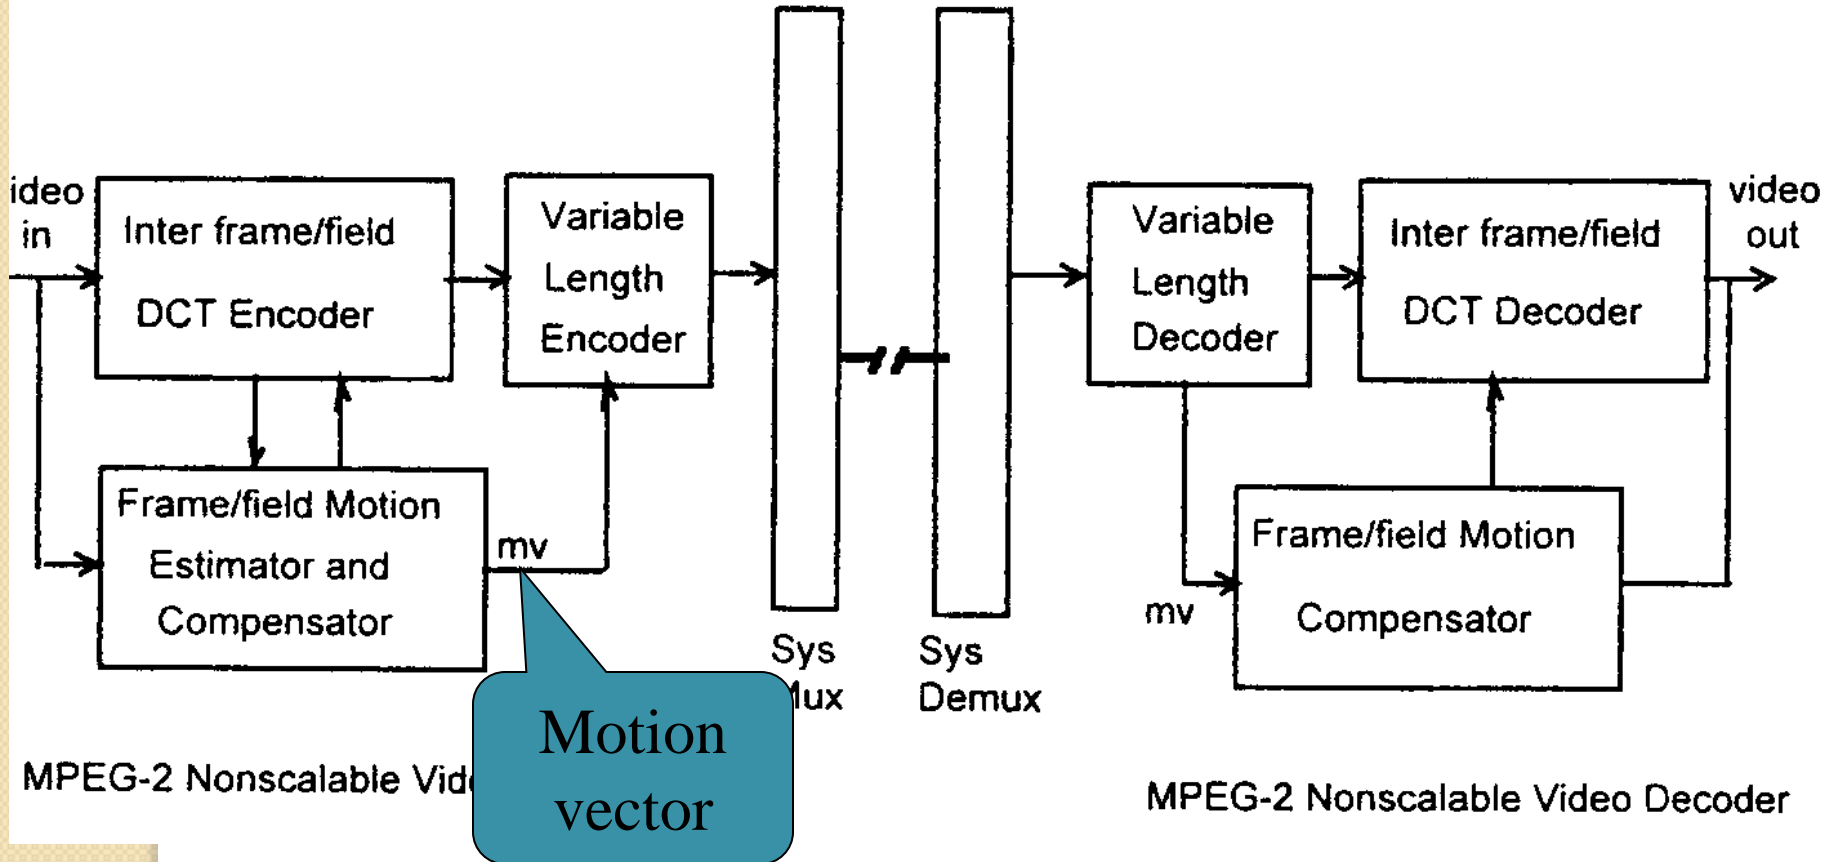 ideo
in
Inter frame/field
DCT Encoder
Variable
Length
Encoder
Frame/field Motion
Estimator and
Compensator
mv
Motion
vector
Sys
Sys
Demux
Variable
Length
Decoder
Inter frame/field
DCT Decoder
video
out
mv
Frame/field Motion
Compensator
MPEG-2 Nonscalable
MPEG-2 Nonscalable Video Decoder